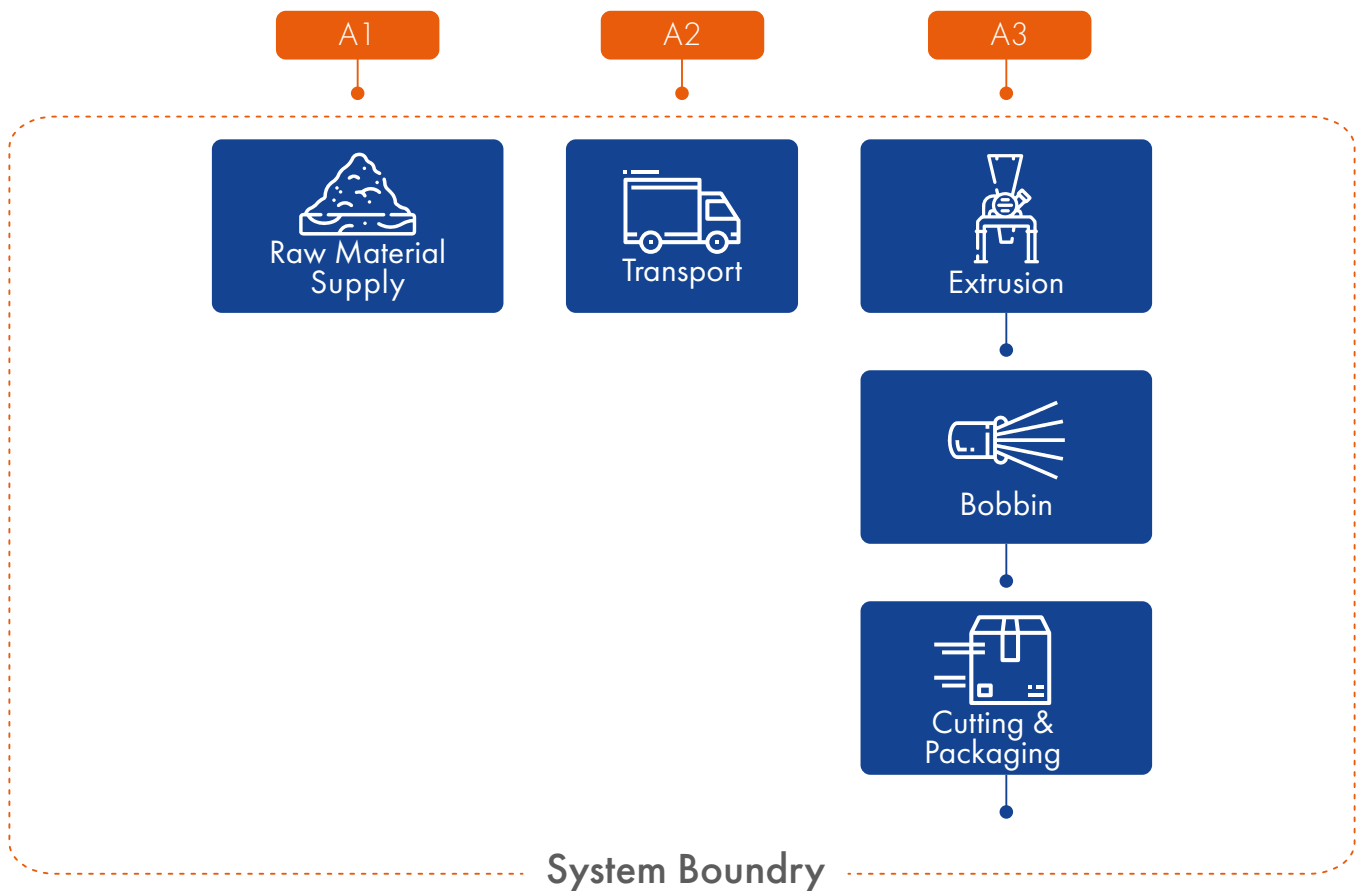 A1
A2
A3
Raw Material
Supply
Transport
Extrusion
Bobbin
Cutting &
Packaging
System Boundry